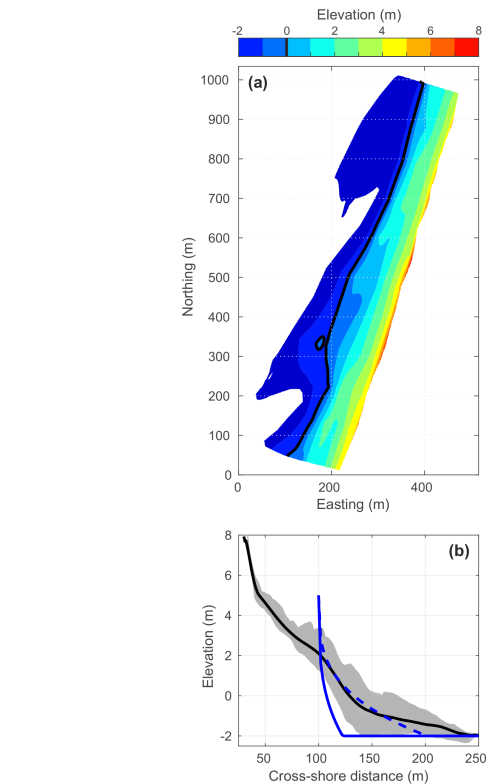 Elevation (m)
-2 0 2 4 6 8
(a)
1000
900
800
700
600
500
400
300
200
100
0
Northing (m)
0 200 400
Easting (m)
(b)
8
6
4
2
0
-2
Elevation (m)
50 100 150 200 250
Cross-shore distance (m)